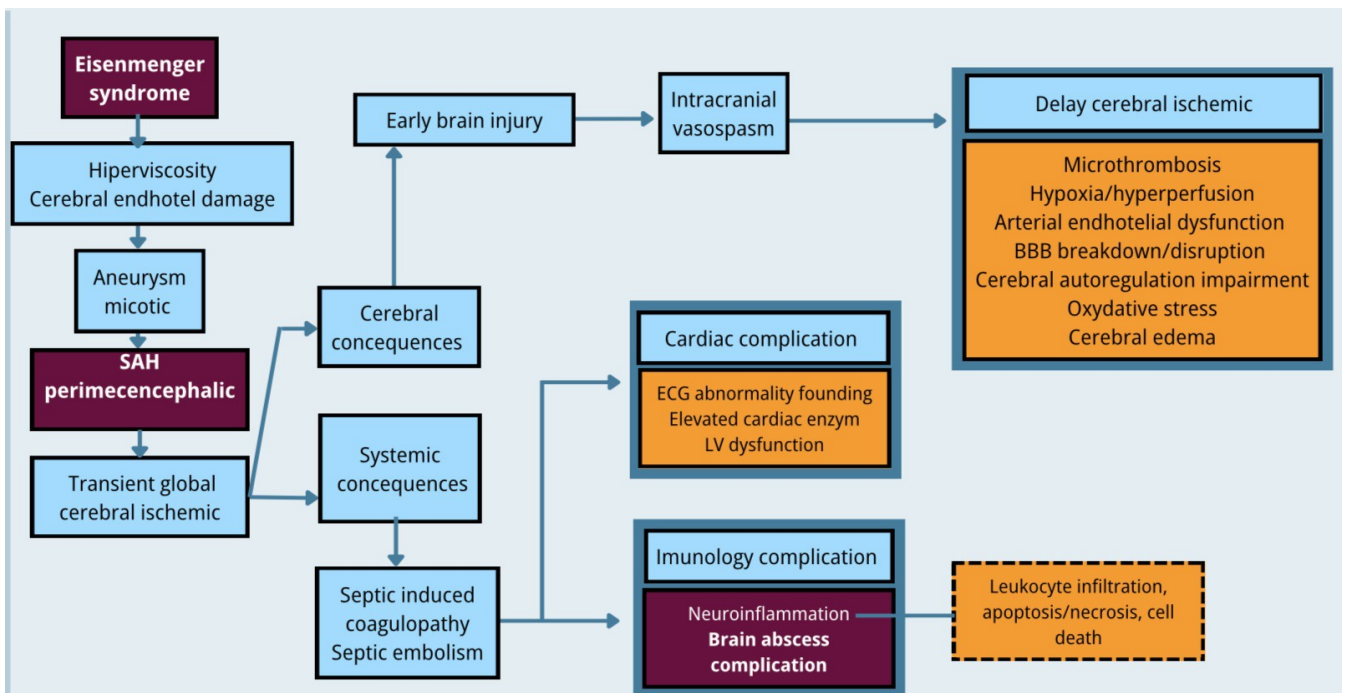 Eisenmenger
syndrome
Hiperviscosity
Cerebral endhotel damage
Aneurysm
micotic
SAH
perimecencephalic
Transient global
cerebral ischemic
Cerebral
concequences
Early brain injury
Intracranial
vasospasm
Delay cerebral ischemic
Microthrombosis
Hypoxia/hyperperfusion
Arterial endhotelial dysfunction
BBB breakdown/disruption
Cerebral autoregulation impairment
Oxydative stress
Cerebral edema
Systemic
concequences
Septic induced
coagulopathy
Septic embolism
Cardiac complication
ECG abnormality founding
Elevated cardiac enzym
LV dysfunction
Imunology complication
Neuroinflammation
Brain abscess
complication
Leukocyte infiltration,
apoptosis/necrosis, cell
death